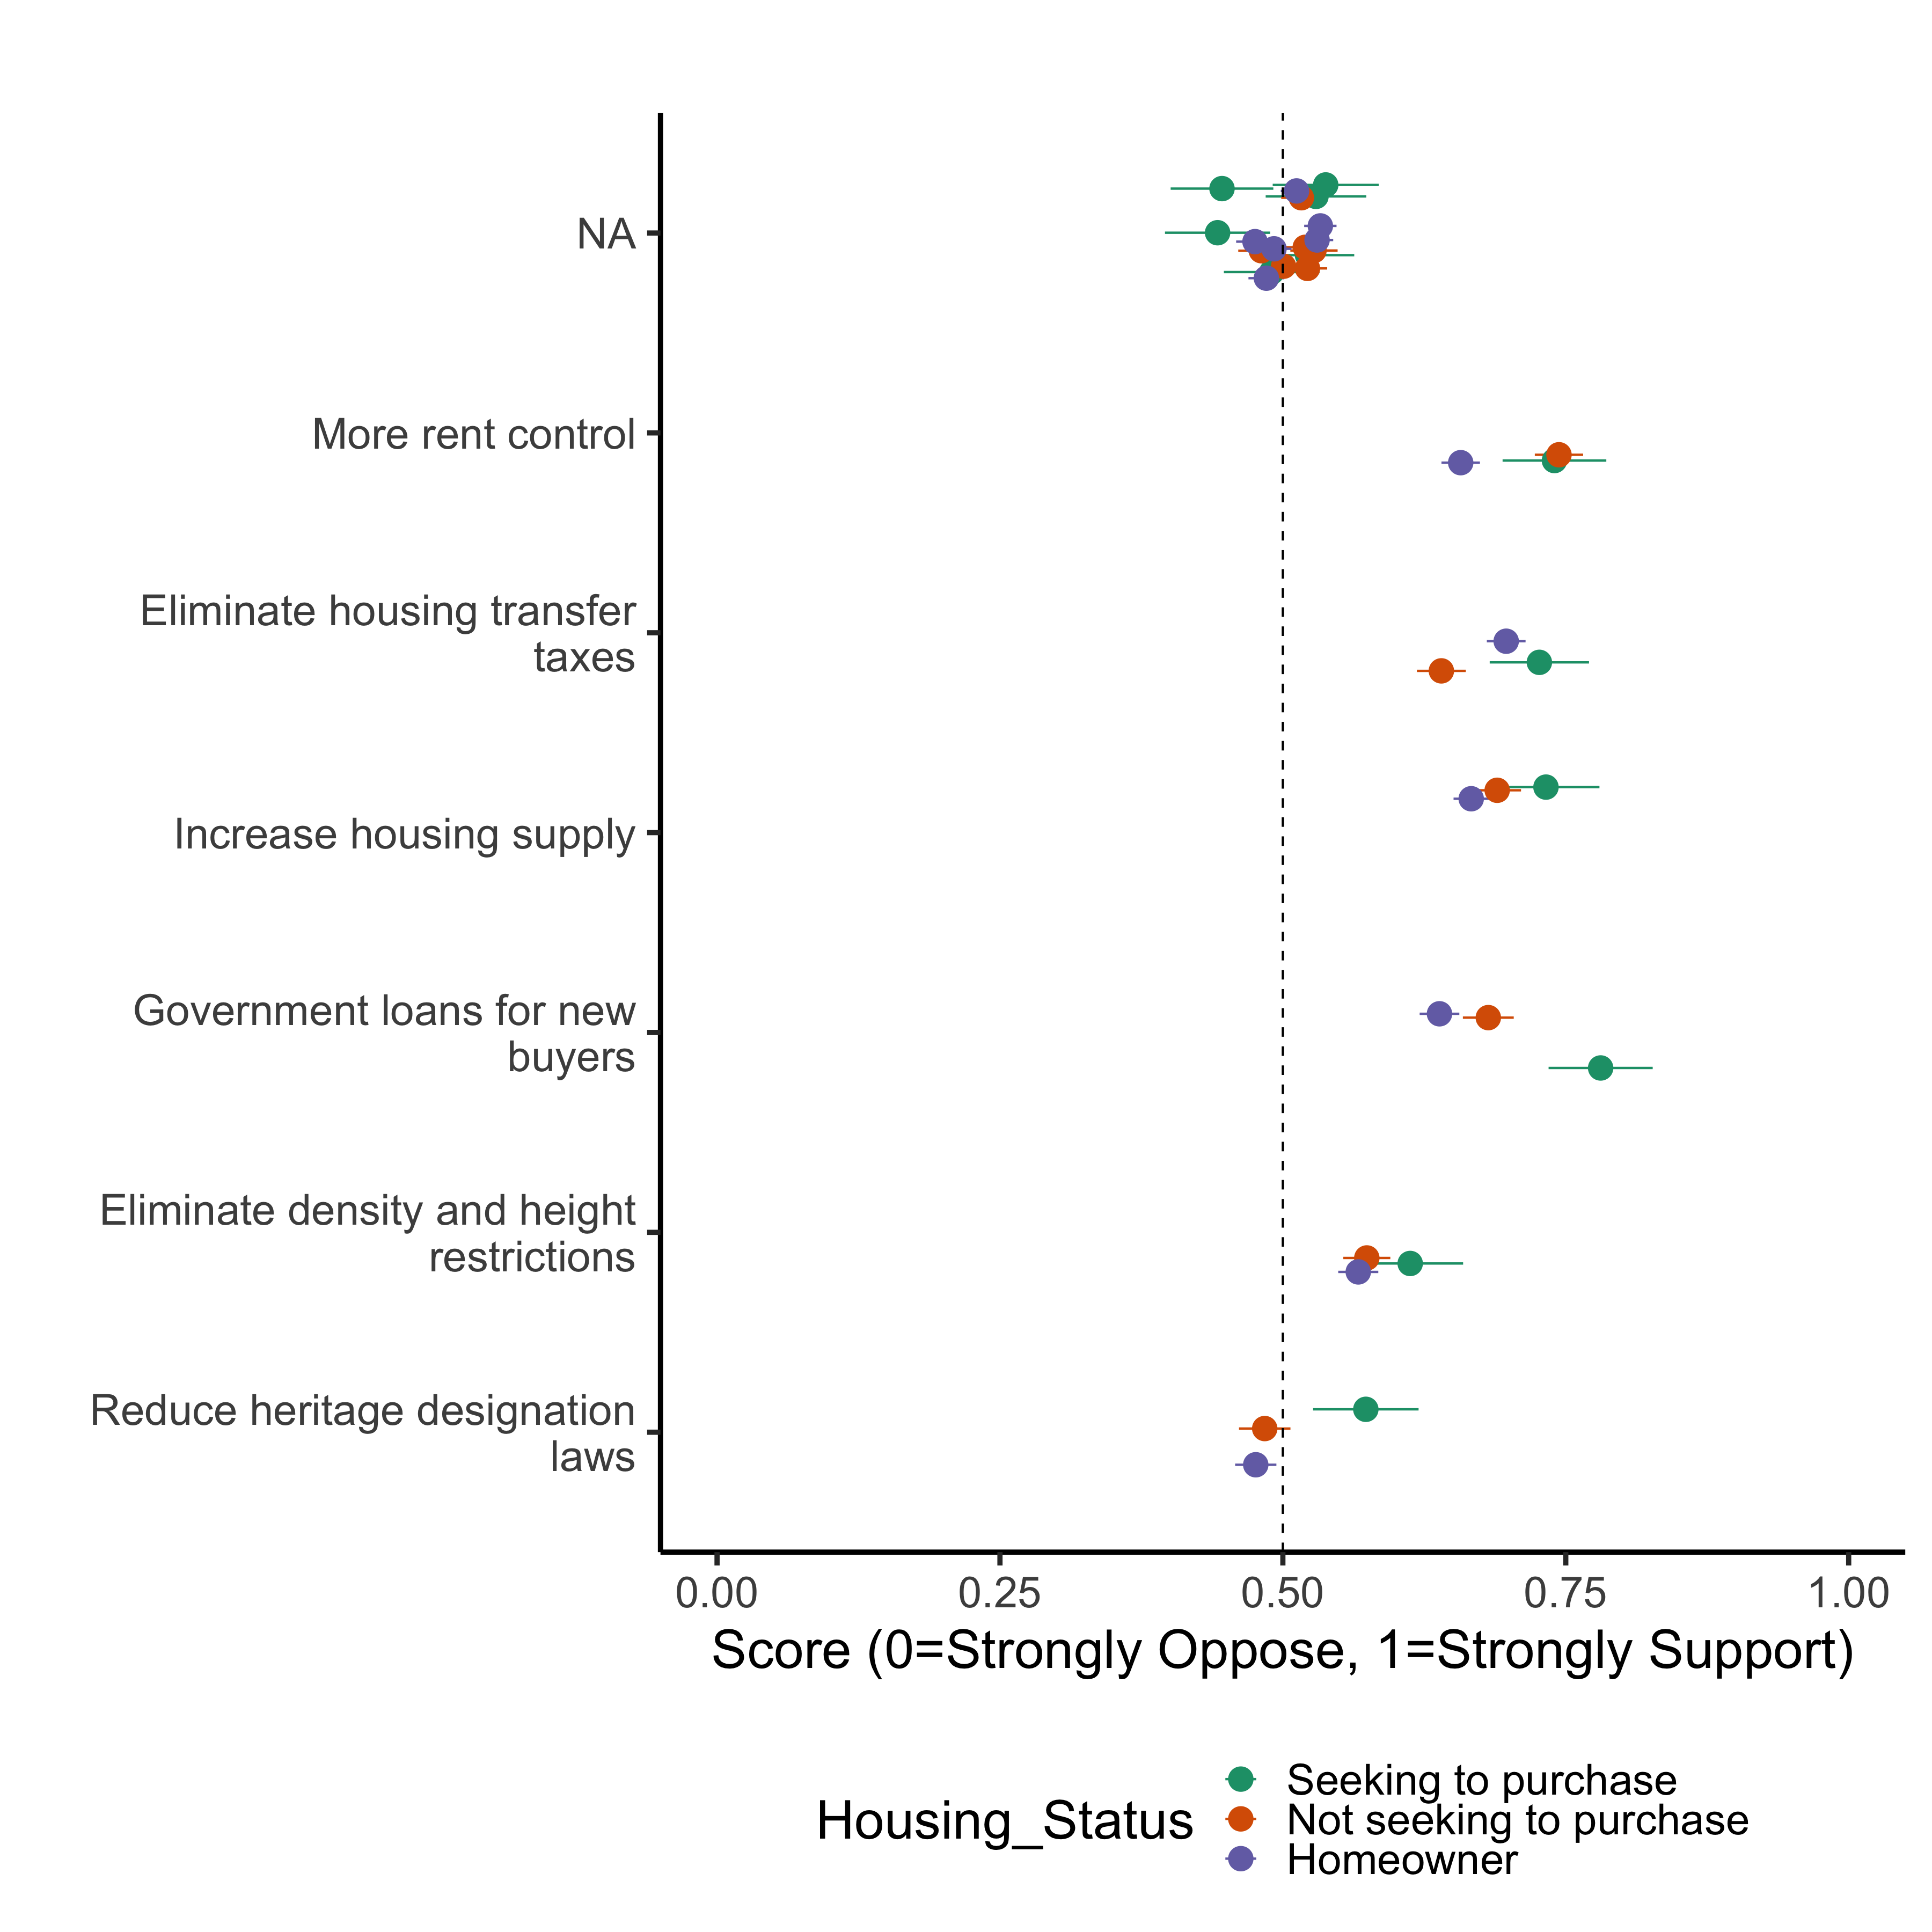 NA
More rent control
Eliminate housing transfer
taxes
Increase housing supply
Government loans for new
buyers
Eliminate density and height
restrictions
Reduce heritage designation
laws
0.00 0.25 0.50 0.75 1.00
Score (0=Strongly Oppose, 1=Strongly Support)
Housing_Status
Seeking to purchase
Not seeking to purchase
Homeowner